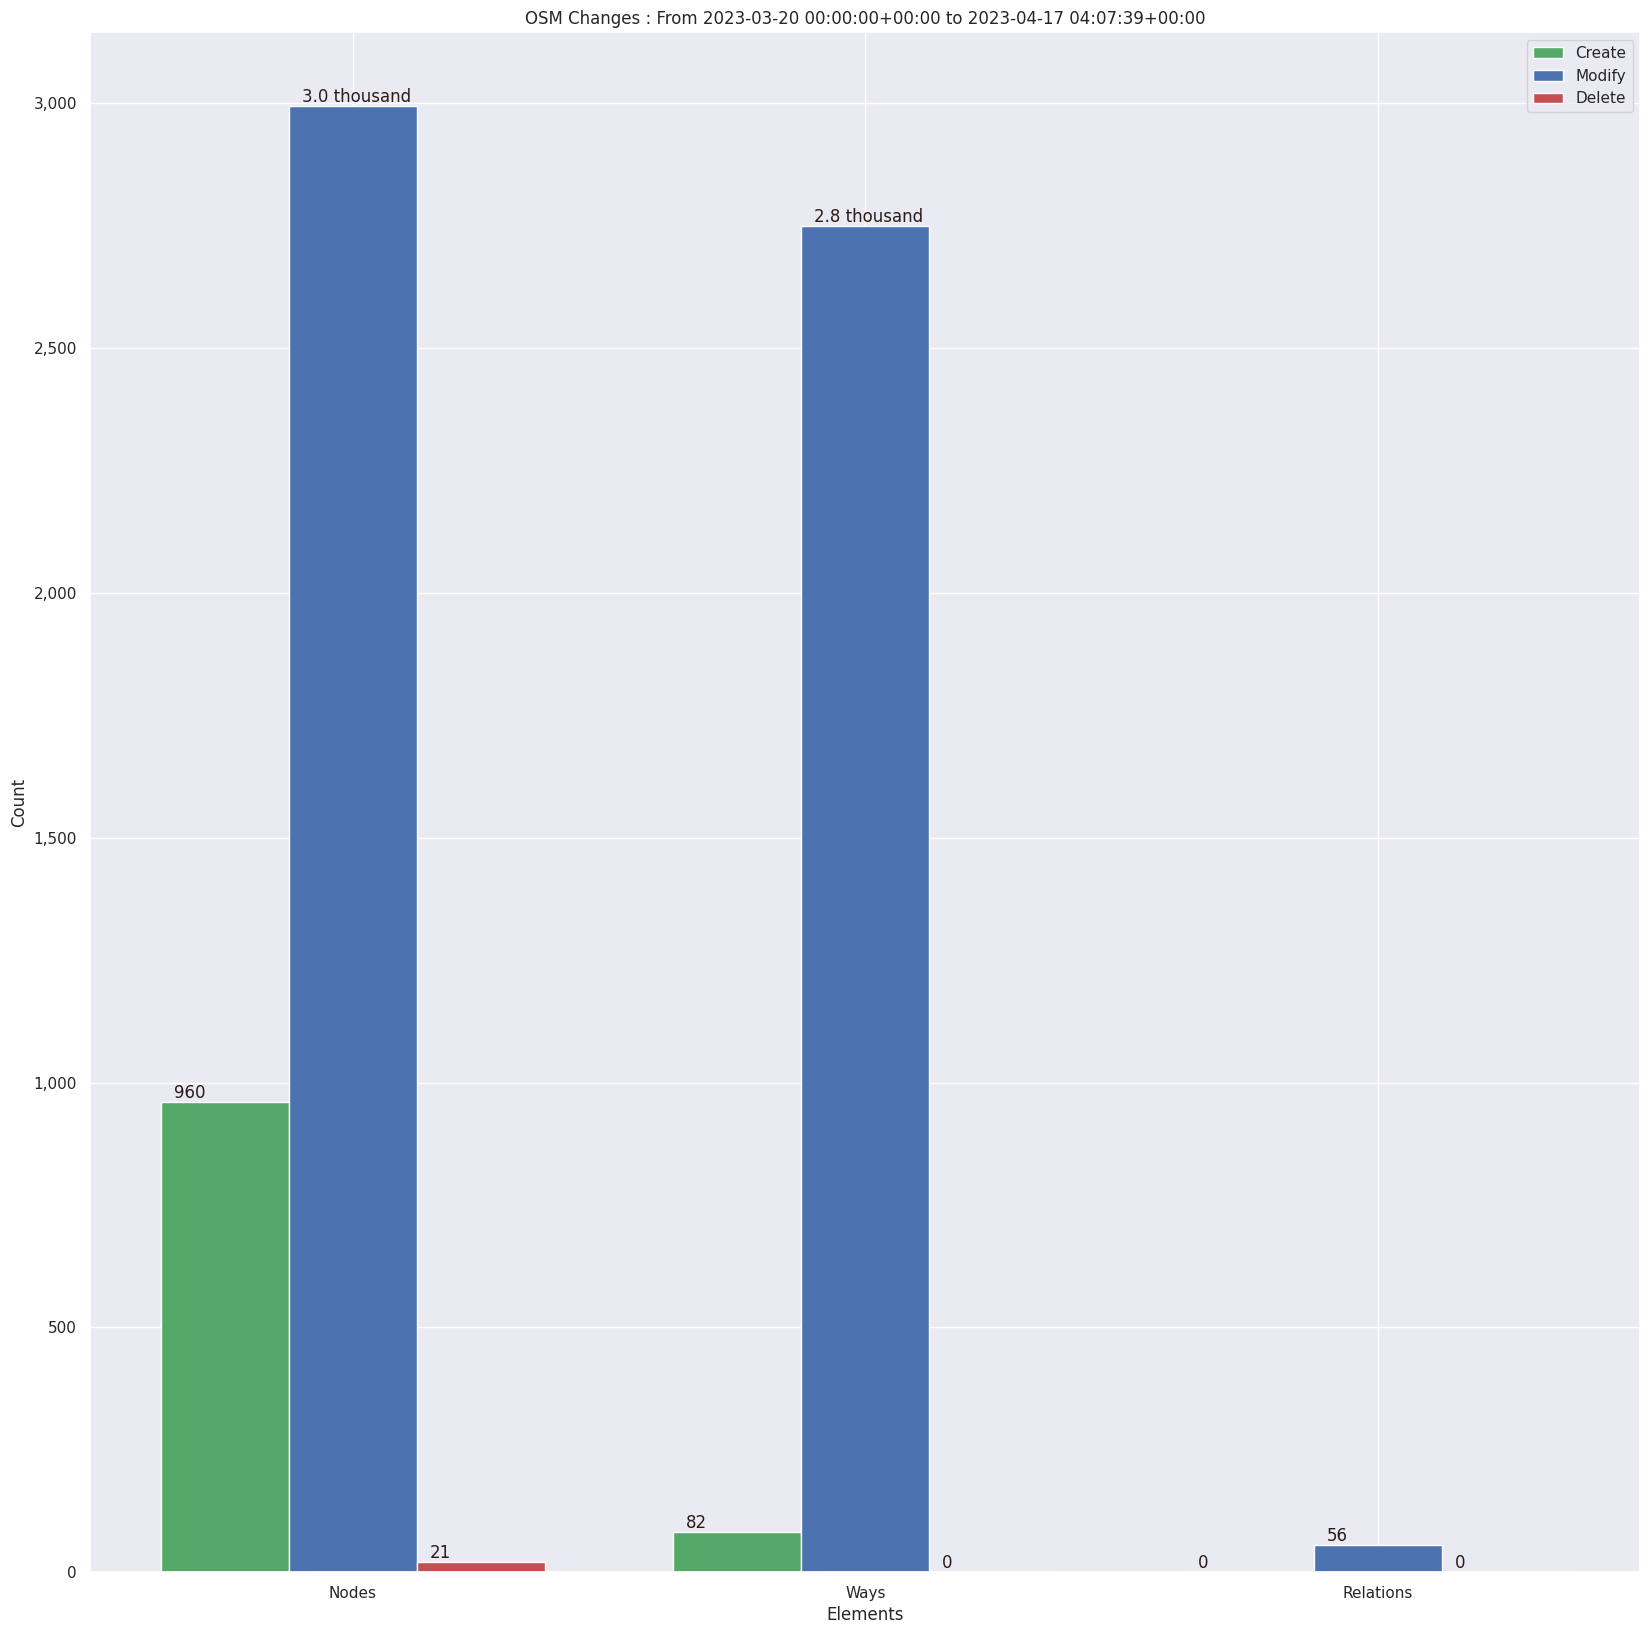 OSM Changes : From 2023-03-20 00:00:00+00:00 to 2023-04-17 04:07:39+00:00
Create
Modify
Delete
3,000
2,500
2,000
1,500
1,000
500
0
Count
3.0 thousand
2.8 thousand
960
82
21
0
0
56
0
Nodes
Ways
Relations
Elements